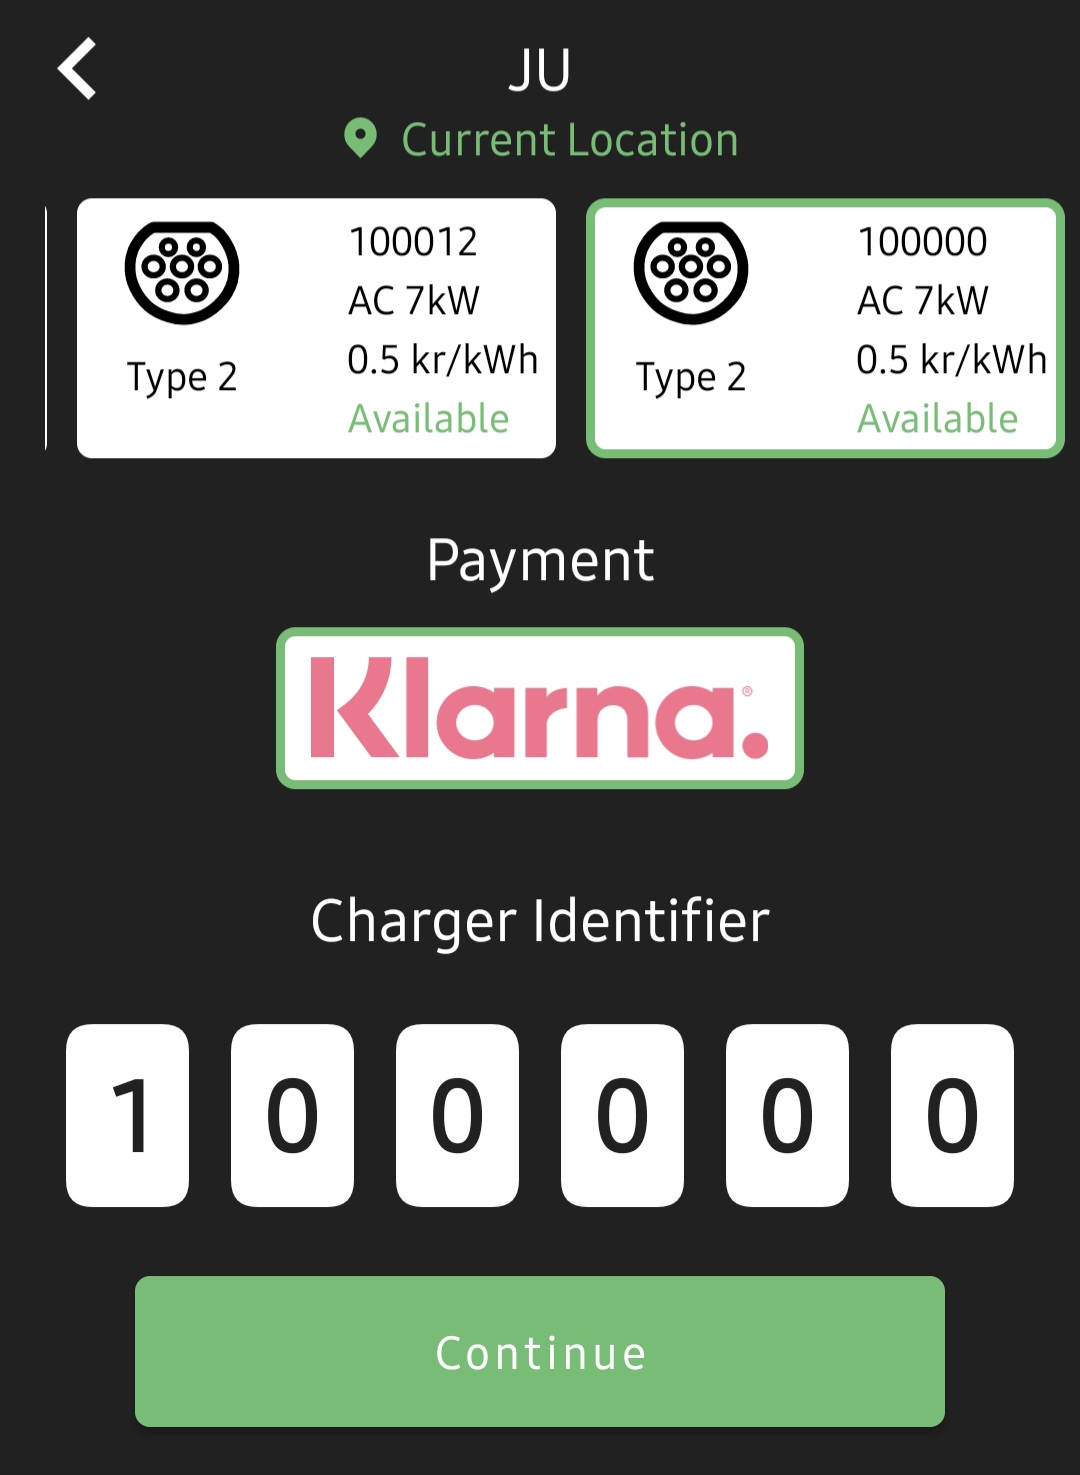 JU
Current Location
100012
AC 7kW
0.5 kr/kWh
Available
Type 2
100000
AC 7kW
0.5 kr/kWh
Available
Type 2
Payment
Klarna.®
Charger Identifier
1 0 0 0 0 0
Continue